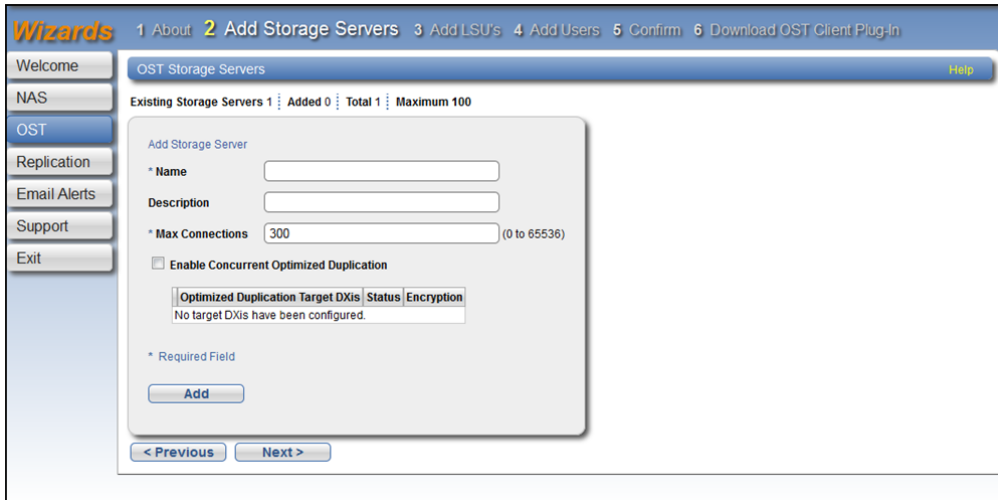 Wizards
1 About 2 Add Storage Servers 3 Add LSU's 4 Add Users 5 Confirm 6 Download OST Client Plug-In
Welcome
NAS
OST
Replication
Email Alerts
Support
Exit
OST Storage Servers
Help
Existing Storage Servers 1 Added 0 Total 1 Maximum 100
Add Storage Server
* Name
Description
* Max Connections 300 (0 to 65536)
Enable Concurrent Optimized Duplication
Optimized Duplication Target DXis Status Encryption
No target DXis have been configured.
* Required Field
Add
< Previous Next >